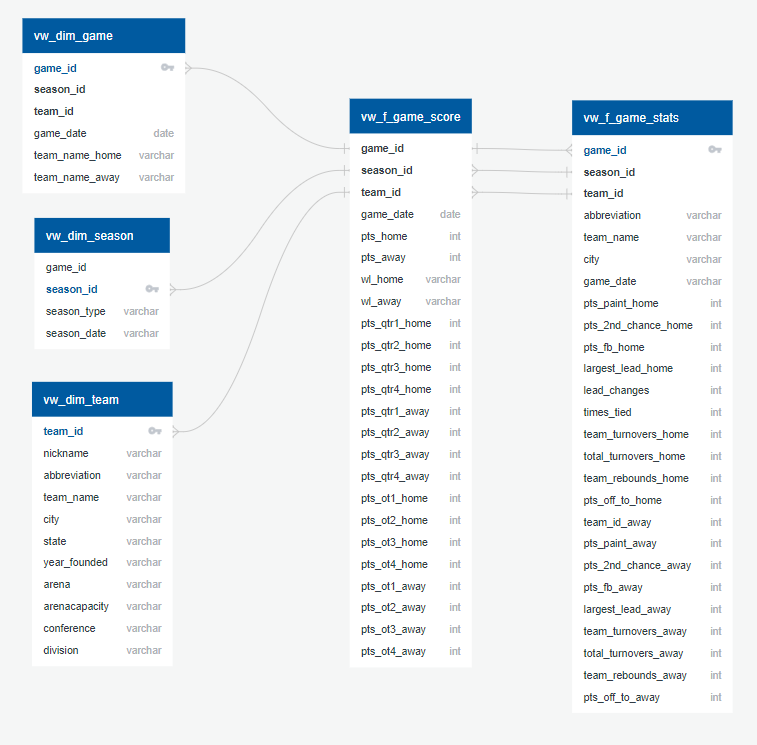 vw_dim_game
game_id
season_id
team_id
game_date date
team_name_home varchar
team_name_away varchar
vw_dim_season
game_id
season_id
season_type varchar
season_date varchar
vw_dim_team
team_id
nickname varchar
abbreviation varchar
team_name varchar
city varchar
state varchar
year_founded varchar
arena varchar
arenacapacity varchar
conference varchar
division varchar
vw_f_game_score
game_id
season_id
team_id
game_date date
pts_home int
pts_away int
wl_home varchar
wl_away varchar
pts_qtr1_home int
pts_qtr2_home int
pts_qtr3_home int
pts_qtr4_home int
pts_qtr1_away int
pts_qtr2_away int
pts_qtr3_away int
pts_qtr4_away int
pts_ot1_home int
pts_ot2_home int
pts_ot3_home int
pts_ot4_home int
pts_ot1_away int
pts_ot2_away int
pts_ot3_away int
pts_ot4_away int
vw_f_game_stats
game_id
season_id
team_id
abbreviation varchar
team_name varchar
city varchar
game_date varchar
pts_paint_home int
pts_2nd_chance_home int
pts_fb_home int
largest_lead_home int
lead_changes int
times_tied int
team_turnovers_home int
total_turnovers_home int
team_rebounds_home int
pts_off_to_home int
team_id_away int
pts_paint_away int
pts_2nd_chance_away int
pts_fb_away int
largest_lead_away int
team_turnovers_away int
total_turnovers_away int
team_rebounds_away int
pts_off_to_away int